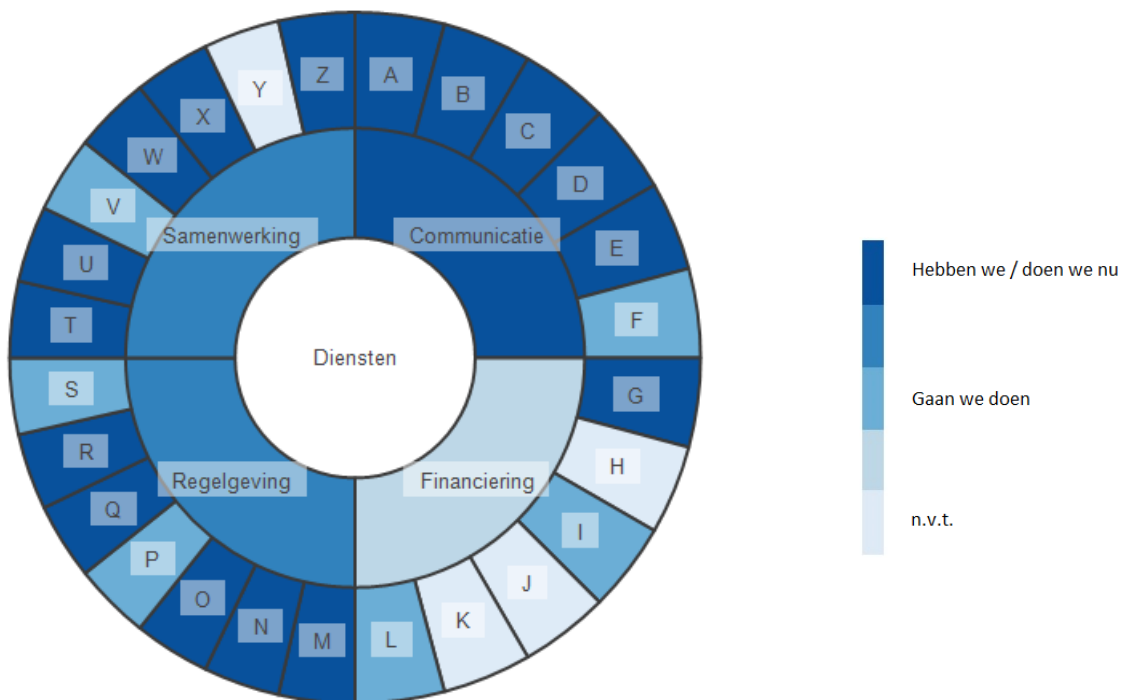 Z
A
Y
B
X
C
W
D
V
Samenwerking
Communicatie
E
U
Hebben we / doen we nu
T
F
Diensten
S
G
Gaan we doen
R
H
Regelgeving
Financiering
Q
n.v.t.
I
P
J
O
K
N
L
M